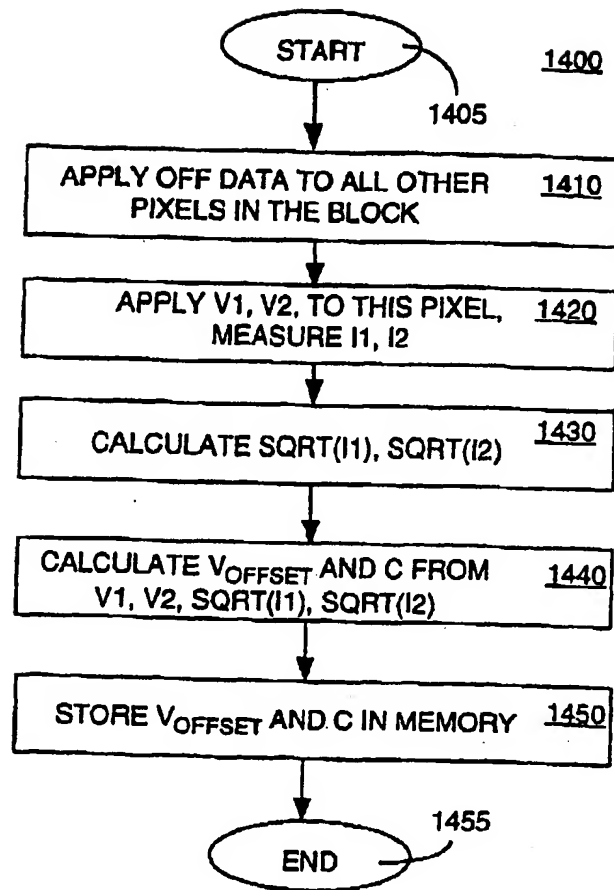 START
1400
1405
APPLY OFF DATA TO ALL OTHER
PIXELS IN THE BLOCK
1410
APPLY V1, V2, TO THIS PIXEL,
MEASURE I1, I2
1420
CALCULATE SQRT(I1), SQRT(I2)
1430
CALCULATE VOFFSET AND C FROM
V1, V2, SQRT(I1), SQRT(I2)
1440
STORE VOFFSET AND C IN MEMORY
1450
1455
END